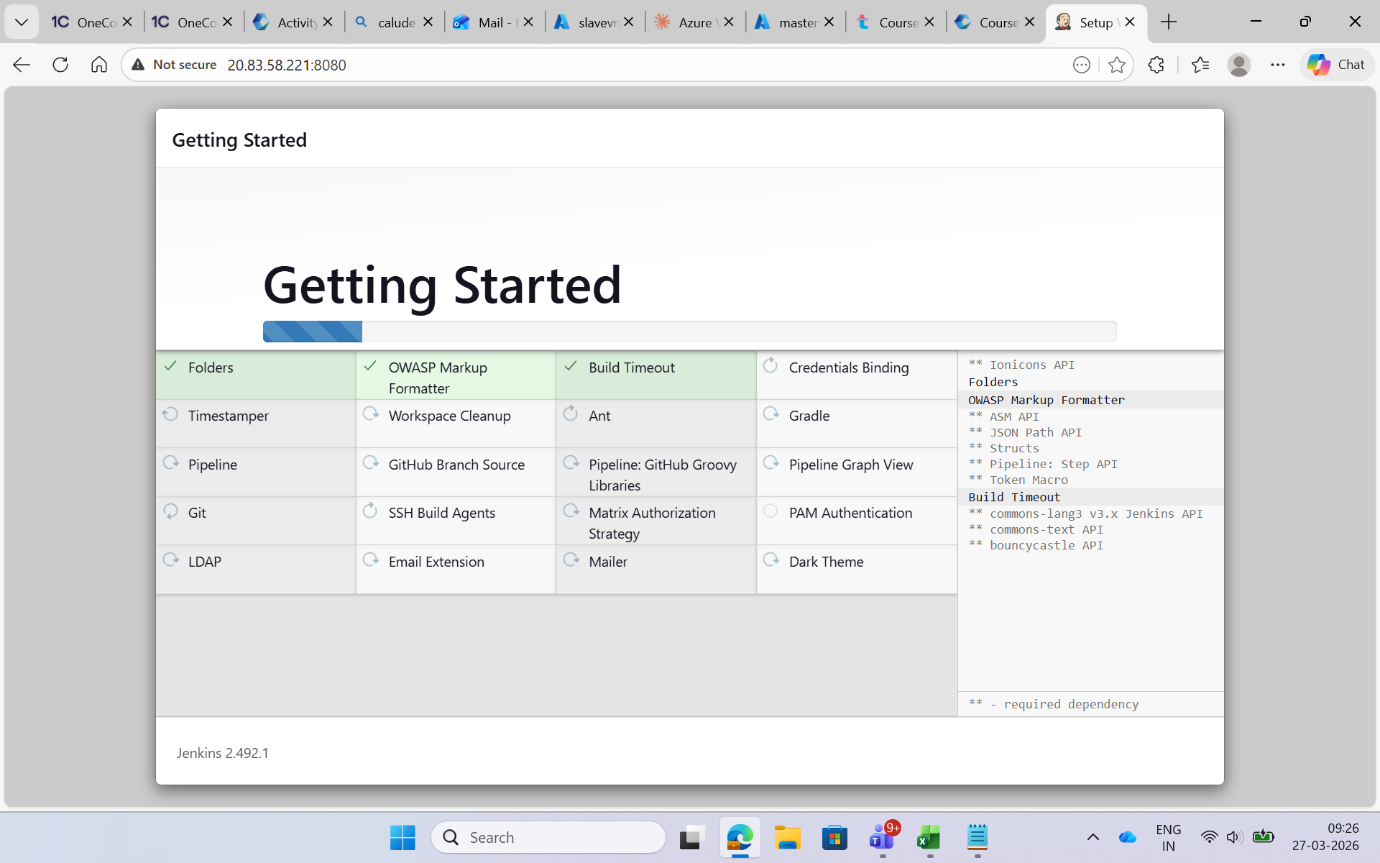 OneCo
OneCo
Activity
calude
Mail -
slavevn
Azure
master
Course
Course
Setup
Not secure
20.83.58.221:8080
Chat
Getting Started
Getting Started
Folders
OWASP Markup
Formatter
Build Timeout
Credentials Binding
Timestamper
Workspace Cleanup
Ant
Gradle
Pipeline
GitHub Branch Source
Pipeline: GitHub Groovy
Libraries
Pipeline Graph View
Git
SSH Build Agents
Matrix Authorization
Strategy
PAM Authentication
LDAP
Email Extension
Mailer
Dark Theme
** Ionicons API
Folders
OWASP Markup Formatter
** ASM API
** JSON Path API
** Structs
** Pipeline: Step API
** Token Macro
Build Timeout
** commons-lang3 v3.x Jenkins API
** commons-text API
** bouncycastle API
** - required dependency
Jenkins 2.492.1
Search
9+
ENG
IN
09:26
27-03-2026